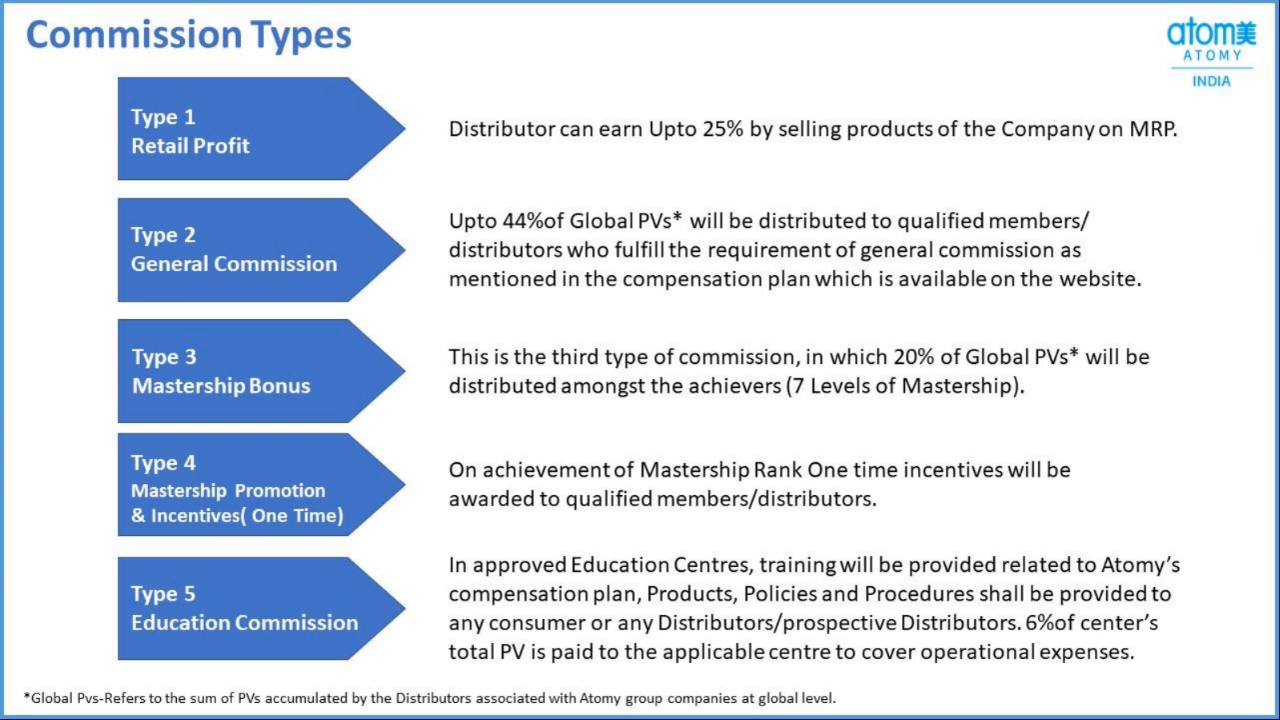 Commission Types
atom美
ATOMY
INDIA
Type 1
Retail Profit
Distributor can earn Upto 25% by selling products of the Company on MRP.
Type 2
General Commission
Upto 44%of Global PVs* will be distributed to qualified members/
distributors who fulfill the requirement of general commission as
mentioned in the compensation plan which is available on the website.
Type 3
Mastership Bonus
This is the third type of commission, in which 20% of Global PVs* will be
distributed amongst the achievers (7 Levels of Mastership).
Type 4
Mastership Promotion
& Incentives( One Time)
On achievement of Mastership Rank One time incentives will be
awarded to qualified members/distributors.
Type 5
Education Commission
In approved Education Centres, training will be provided related to Atomy's
compensation plan, Products, Policies and Procedures shall be provided to
any consumer or any Distributors/prospective Distributors. 6%of center's
total PV is paid to the applicable centre to cover operational expenses.
*Global Pvs-Refers to the sum of PVs accumulated by the Distributors associated with Atomy group companies at global level.